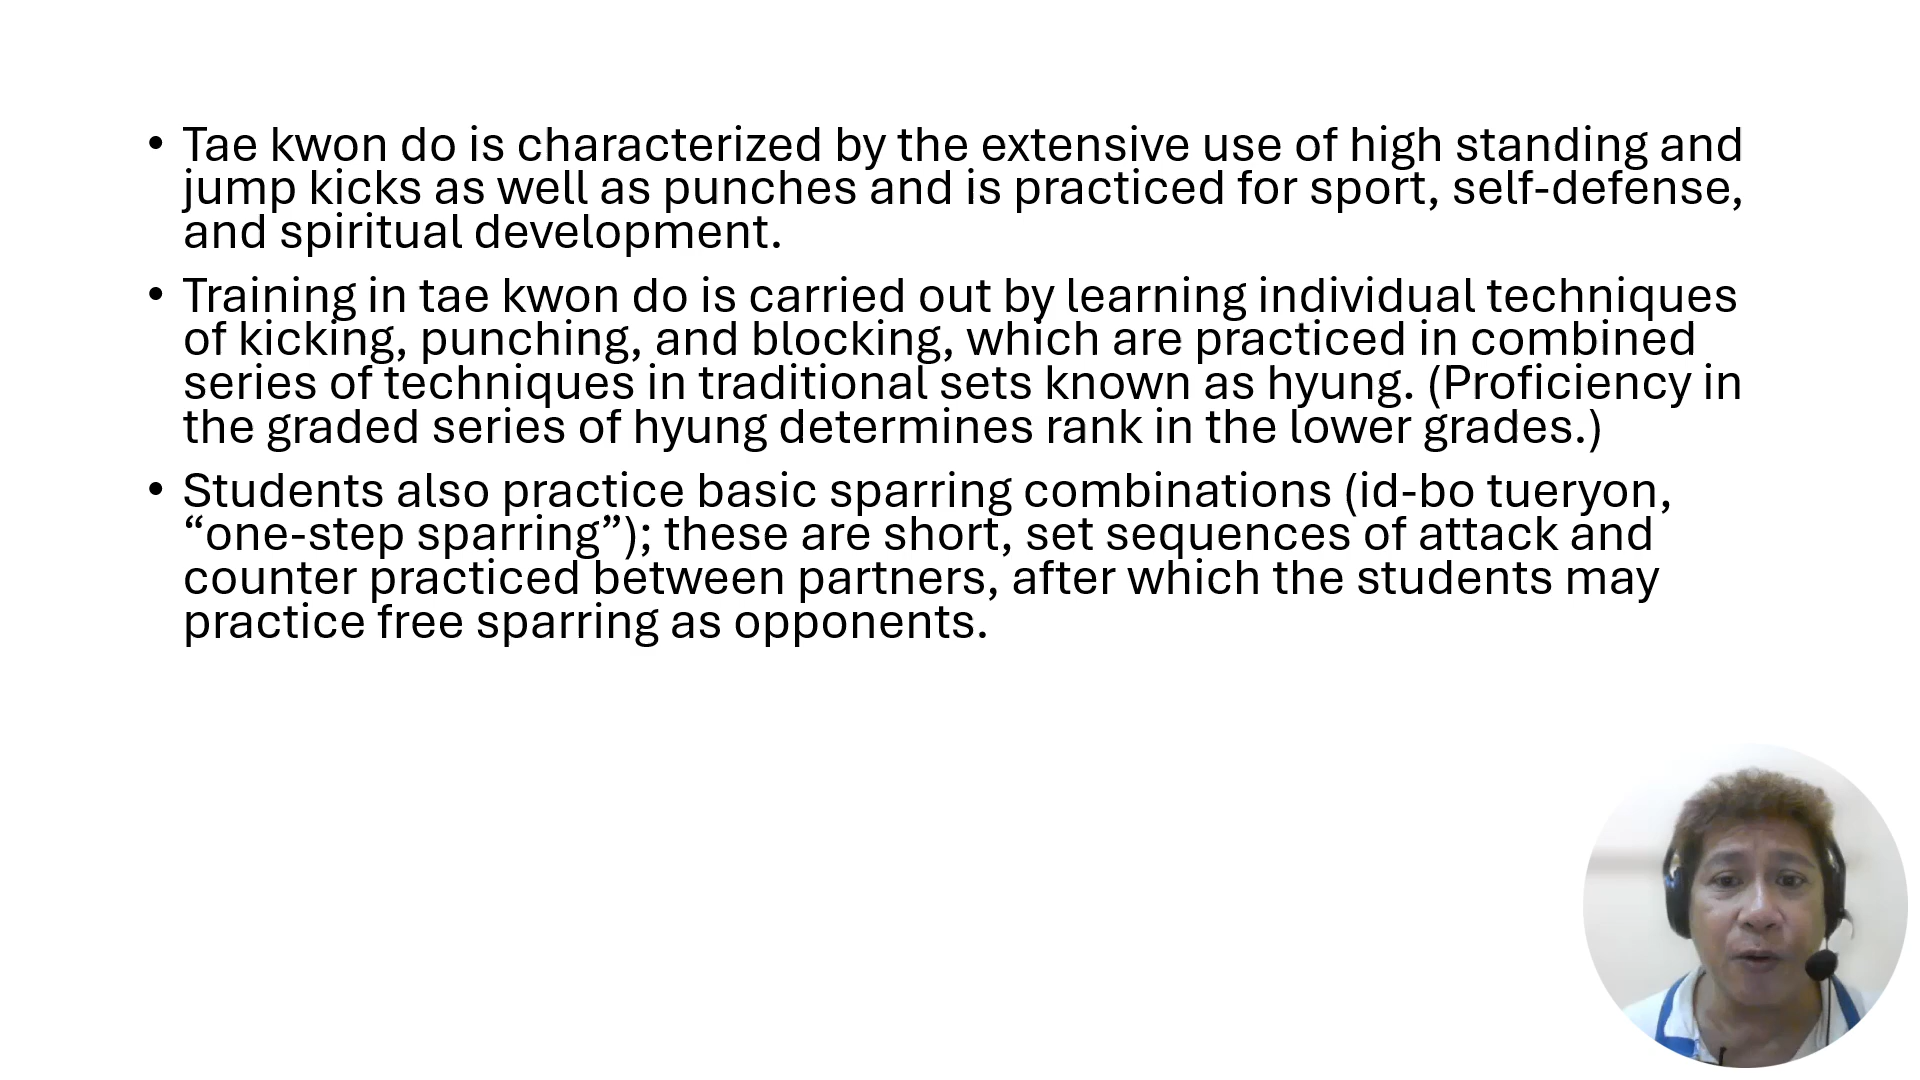 • Tae kwon do is characterized by the extensive use of high standing and
jump kicks as well as punches and is practiced for sport, self-defense,
and spiritual development.
• Training in tae kwon do is carried out by learning individual techniques
of kicking, punching, and blocking, which are practiced in combined
series of techniques in traditional sets known as hyung. (Proficiency in
the graded series of hyung determines rank in the lower grades.)
• Students also practice basic sparring combinations (id-bo tueryon,
“one-step sparring”); these are short, set sequences of attack and
counter practiced between partners, after which the students may
practice free sparring as opponents.